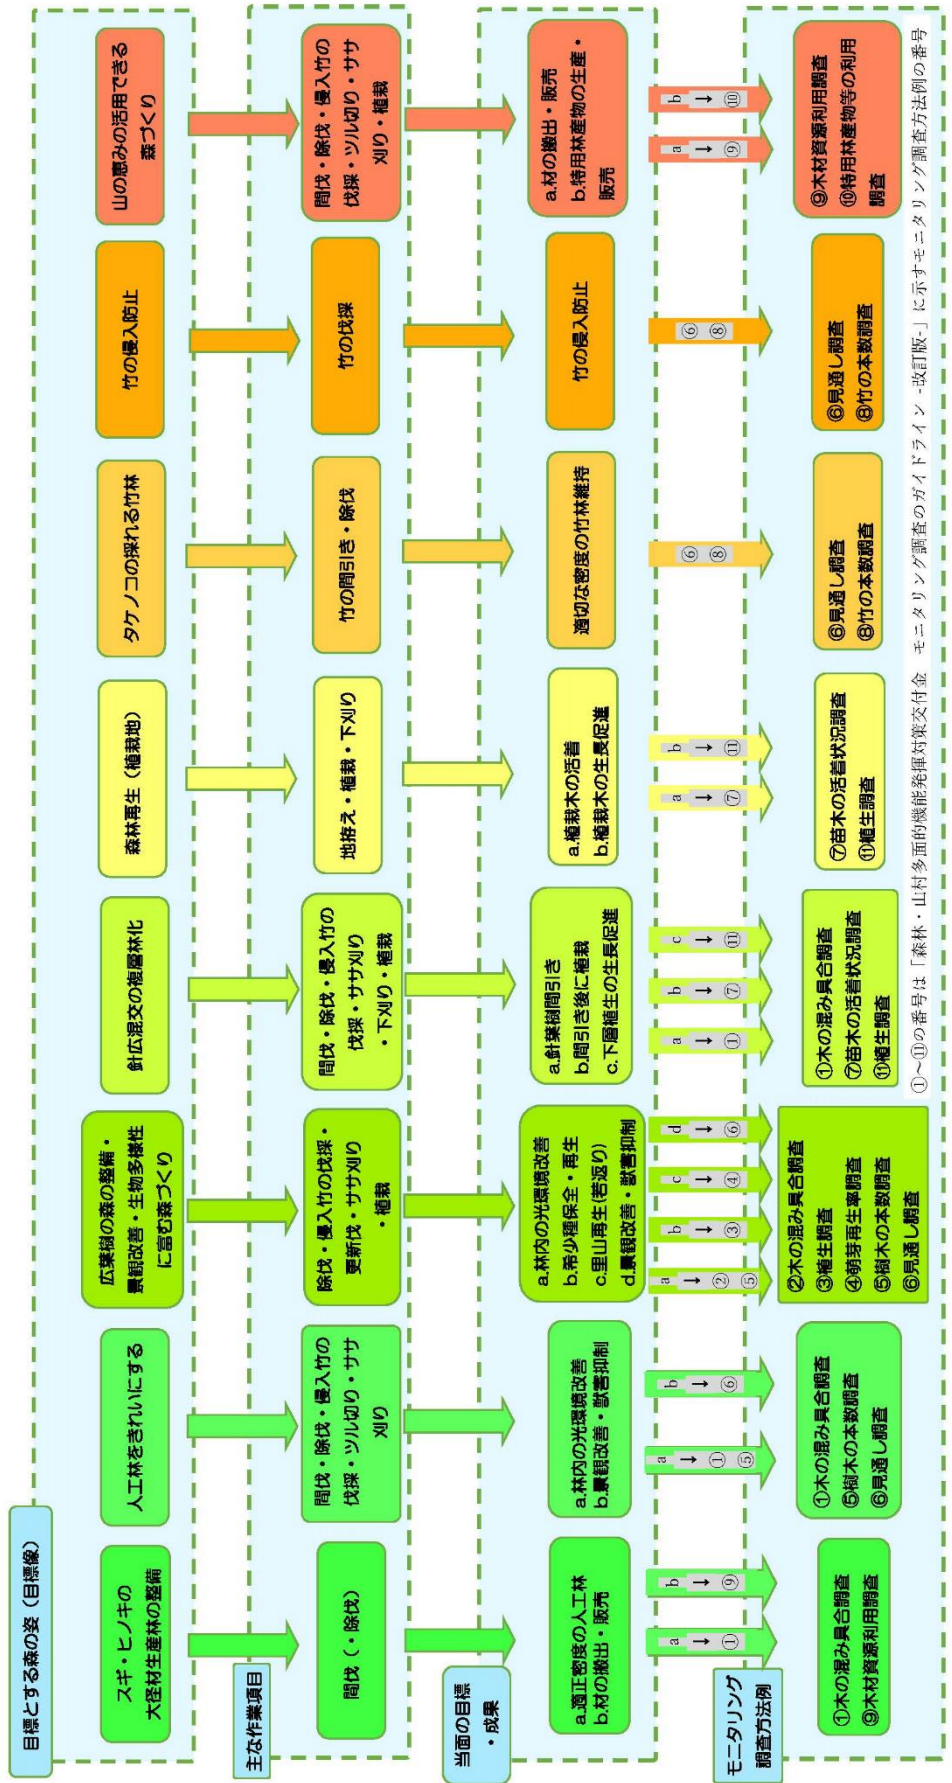 目標とする森の姿（目標像）
スギ・ヒノキの
大径材生産林の整備
人工林をきれいにする
広葉樹の森の整備・
景観改善・生物多様性
に富む森づくり
針広混交の複層林化
森林再生（植栽地）
タケノコの採れる竹林
竹の侵入防止
山の恵みの活用できる
森づくり
主な作業項目
間伐（・除伐）
間伐・除伐・侵入竹の
伐採・ツル切り・ササ
刈り
除伐・侵入竹の伐採・
更新伐・ササ刈り
・植栽
間伐・除伐・侵入竹の
伐採・ササ刈り
・下刈り・植栽
地拵え・植栽・下刈り
竹の間引き・除伐
竹の伐採
間伐・除伐・侵入竹の
伐採・ツル切り・ササ
刈り・植栽
当面の目標
・成果
a.適正密度の人工林
b.材の搬出・販売
a.林内の光環境改善
b.景観改善・獣害抑制
a.林内の光環境改善
b.希少種保全・再生
c.里山再生(若返り)
d.景観改善・獣害抑制
a.針葉樹間引き
b.間引き後に植栽
c.下層植生の生長促進
a.植栽木の活着
b.植栽木の生長促進
適切な密度の竹林維持
竹の侵入防止
a.材の搬出・販売
b.特用林産物の生産・
販売
a → ①
b → ⑨
a → ① ⑤
b → ⑥
a → ② ⑤
b → ③
c → ④
d → ⑥
a → ①
b → ⑦
c → ⑪
a → ⑦
b → ⑪
⑥ ⑧
⑥ ⑧
a → ⑨
b → ⑩
モニタリング
調査方法例
①木の混み具合調査
⑨木材資源利用調査
①木の混み具合調査
⑤樹木の本数調査
⑥見通し調査
②木の混み具合調査
③植生調査
④萌芽再生率調査
⑤樹木の本数調査
⑥見通し調査
①木の混み具合調査
⑦苗木の活着状況調査
⑪植生調査
⑦苗木の活着状況調査
⑪植生調査
⑥見通し調査
⑧竹の本数調査
⑥見通し調査
⑧竹の本数調査
⑨木材資源利用調査
⑩特用林産物等の利用
調査
①～⑪の番号は「森林・山村多面的機能発揮対策交付金　モニタリング調査のガイドライン -改訂版-」に示すモニタリング調査方法例の番号